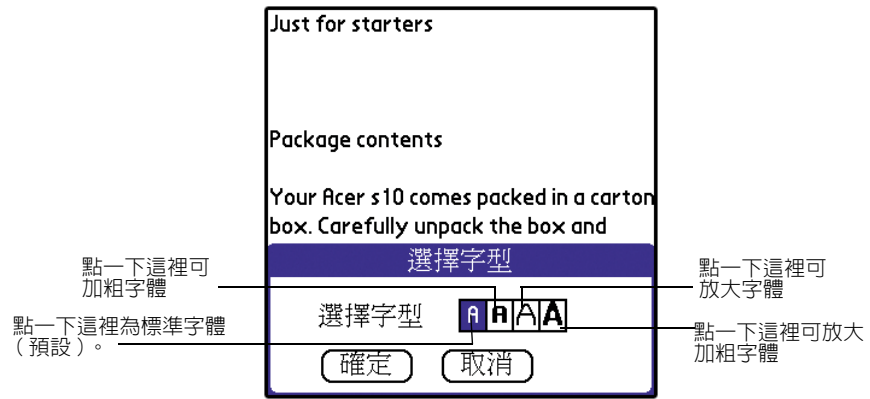 Just for starters
Package contents
Your Acer s10 comes packed in a carton
box. Carefully unpack the box and
選擇字型
點一下這裡可
加粗字體
點一下這裡可
放大字體
選擇字型
A A A A
點一下這裡為標準字體
（預設）。
點一下這裡可放大
加粗字體
確定
取消